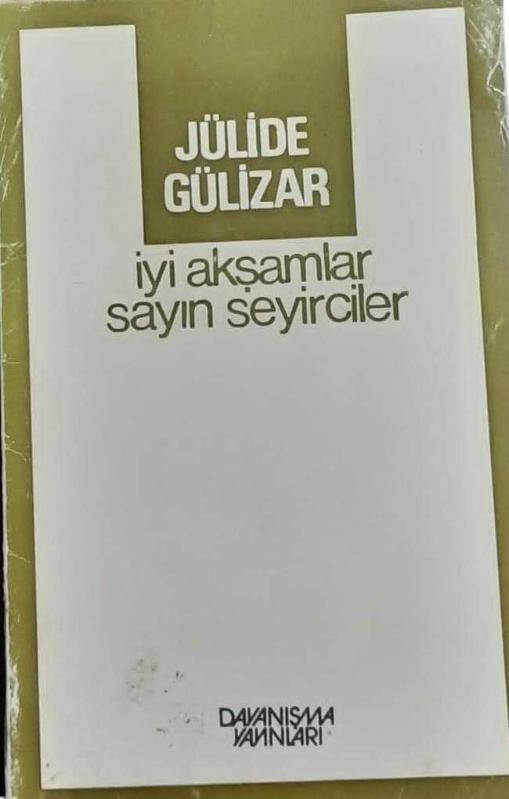 JÜLİDE
GÜLİZAR
iyi akşamlar
sayın seyirciler
DAYANIŞMA
YAYINLARI